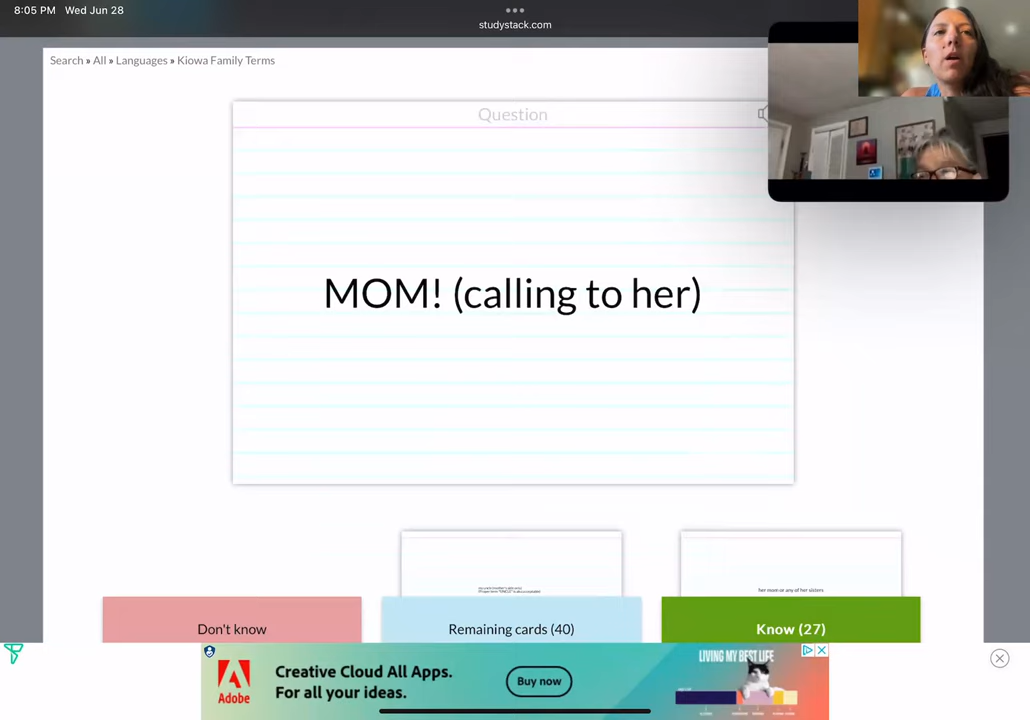 8:05 PM Wed Jun 28
studystack.com
Search » All » Languages » Kiowa Family Terms
Question
MOM! (calling to her)
her mom or any of her sisters
Don't know
Remaining cards (40)
Know (27)
Adobe
Creative Cloud All Apps.
For all your ideas.
Buy now
LIVING MY BEST LIFE